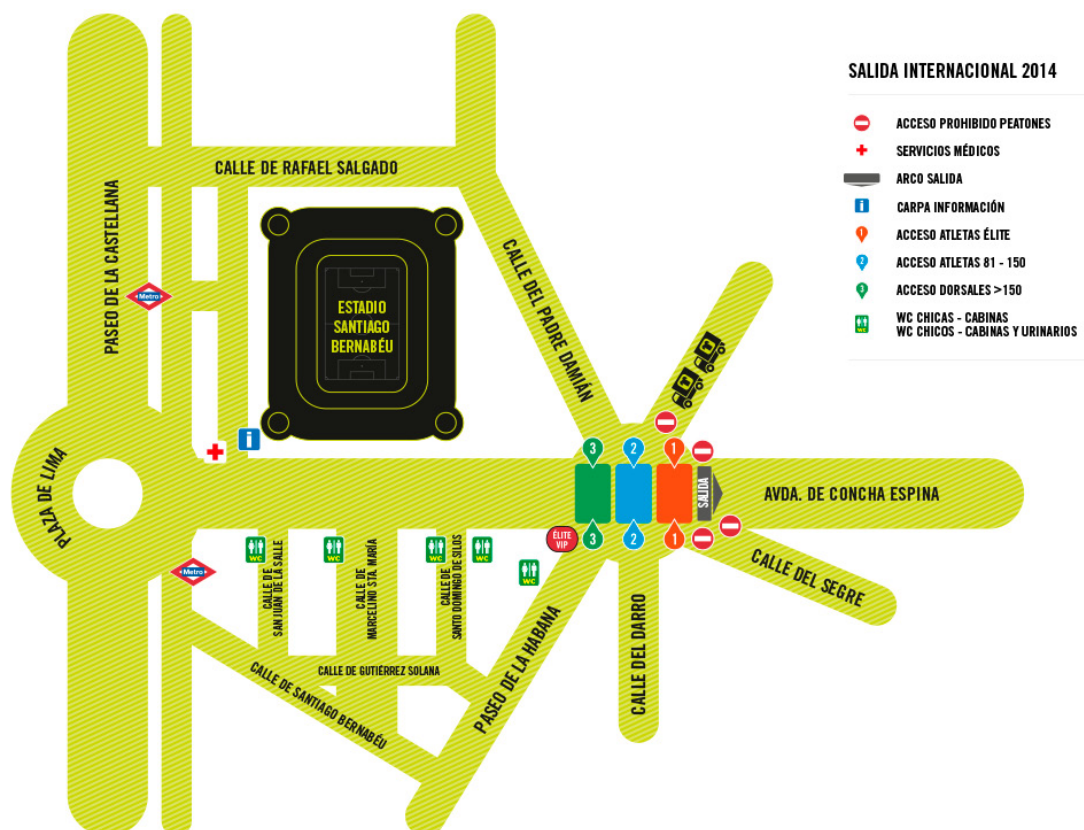 SALIDA INTERNACIONAL 2014
ACCESO PROHIBIDO PEATONES
SERVICIOS MÉDICOS
ARCO SALIDA
i
CARPA INFORMACIÓN
1
ACCESO ATLETAS ÉLITE
2
ACCESO ATLETAS 81 - 150
3
ACCESO DORSALES >150
WC CHICAS - CABINAS
WC CHICOS - CABINAS Y URINARIOS
CALLE DE RAFAEL SALGADO
PASEO DE LA CASTELLANA
Metro
ESTADIO
SANTIAGO
BERNABÉU
CALLE DEL PADRE DAMIÁN
i
PLAZA DE LIMA
3
2
1
SALIDA
AVDA. DE CONCHA ESPINA
ÉLITE
VIP
3
2
1
Metro
WC
WC
WC
WC
WC
CALLE DE
SAN JUAN DE LA SALLE
CALLE DE
MARCELINO STA. MARÍA
CALLE DE
SANTO DOMINGO DE SILOS
CALLE DEL SEGRE
CALLE DEL DARRO
PASEO DE LA HABANA
CALLE DE GUTIÉRREZ SOLANA
CALLE DE SANTIAGO BERNABÉU